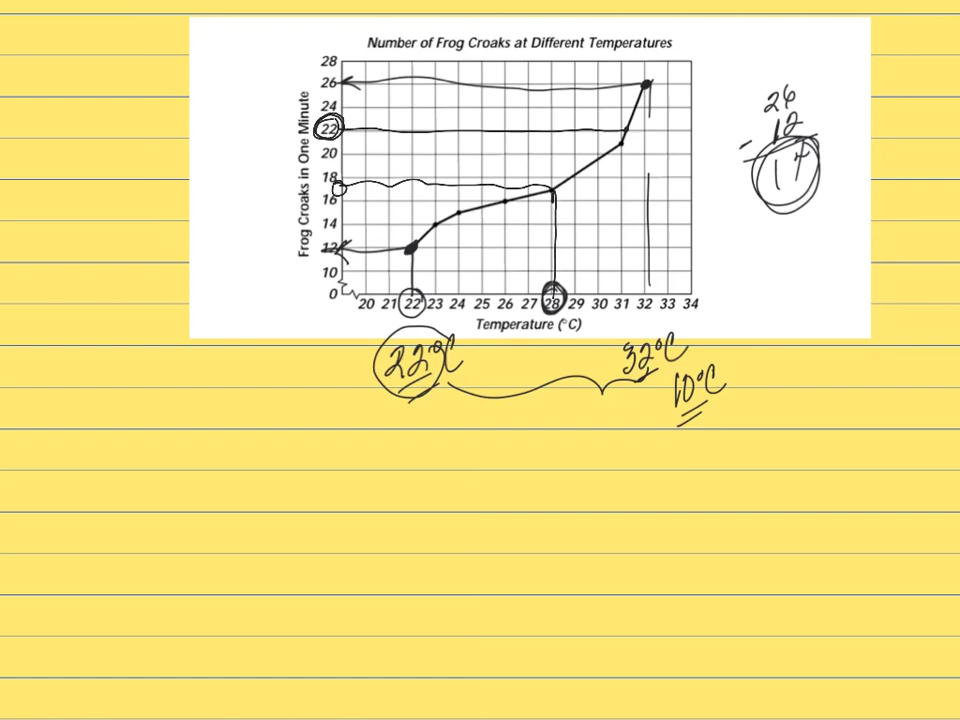 Number of Frog Croaks at Different Temperatures
Frog Croaks in One Minute
28
26
24
22
20
18
16
14
12
10
0
20 21 22 23 24 25 26 27 28 29 30 31 32 33 34
Temperature (°C)
26
- 12
14
22°C
32°C
10°C